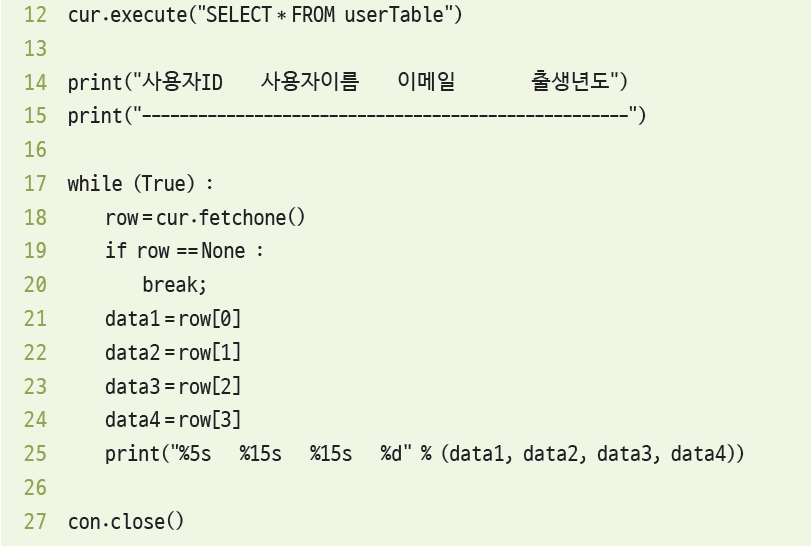 12 cur.execute("SELECT * FROM userTable")
13
14 print("사용자ID    사용자이름    이메일        출생년도")
15 print("----------------------------------------------------")
16
17 while (True) :
18     row = cur.fetchone()
19     if row == None :
20         break;
21     data1 = row[0]
22     data2 = row[1]
23     data3 = row[2]
24     data4 = row[3]
25     print("%5s   %15s   %15s   %d" % (data1, data2, data3, data4))
26
27 con.close()